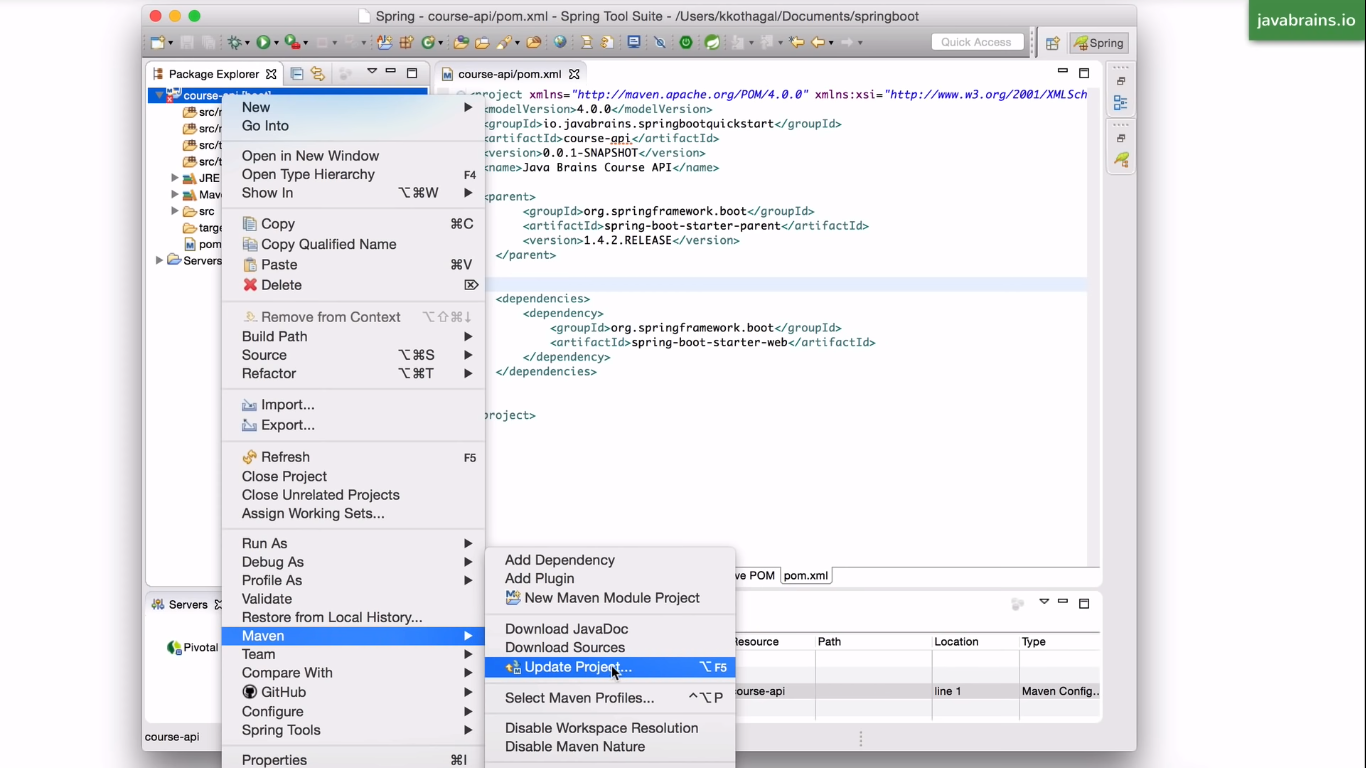 javabrains.io
Spring - course-api/pom.xml - Spring Tool Suite - /Users/kkothagal/Documents/springboot
Quick Access
Spring
Package Explorer
course-api [boot]
src/
src/
src/t
src/t
JRE
Mav
src
targe
pom
Servers
course-api/pom.xml
<project xmlns="http://maven.apache.org/POM/4.0.0" xmlns:xsi="http://www.w3.org/2001/XMLSch
<modelVersion>4.0.0</modelVersion>
<groupId>io.javabrains.springbootquickstart</groupId>
<artifactId>course-api</artifactId>
<version>0.0.1-SNAPSHOT</version>
<name>Java Brains Course API</name>
<parent>
<groupId>org.springframework.boot</groupId>
<artifactId>spring-boot-starter-parent</artifactId>
<version>1.4.2.RELEASE</version>
</parent>
<dependencies>
<dependency>
<groupId>org.springframework.boot</groupId>
<artifactId>spring-boot-starter-web</artifactId>
</dependency>
</dependencies>
project>
New
Go Into
Open in New Window
Open Type Hierarchy F4
Show In ⌥⌘W
Copy ⌘C
Copy Qualified Name
Paste ⌘V
Delete ⌦
Remove from Context ⌥⇧⌘↓
Build Path
Source ⌥⌘S
Refactor ⌥⌘T
Import...
Export...
Refresh F5
Close Project
Close Unrelated Projects
Assign Working Sets...
Run As
Debug As
Profile As
Validate
Restore from Local History...
Maven
Team
Compare With
GitHub
Configure
Spring Tools
Properties ⌘I
Add Dependency
Add Plugin
New Maven Module Project
Download JavaDoc
Download Sources
Update Project... ⌥F5
Select Maven Profiles... ^⌥P
Disable Workspace Resolution
Disable Maven Nature
ve POM
pom.xml
Servers
Pivotal
Resource Path Location Type
course-api line 1 Maven Config..
course-api